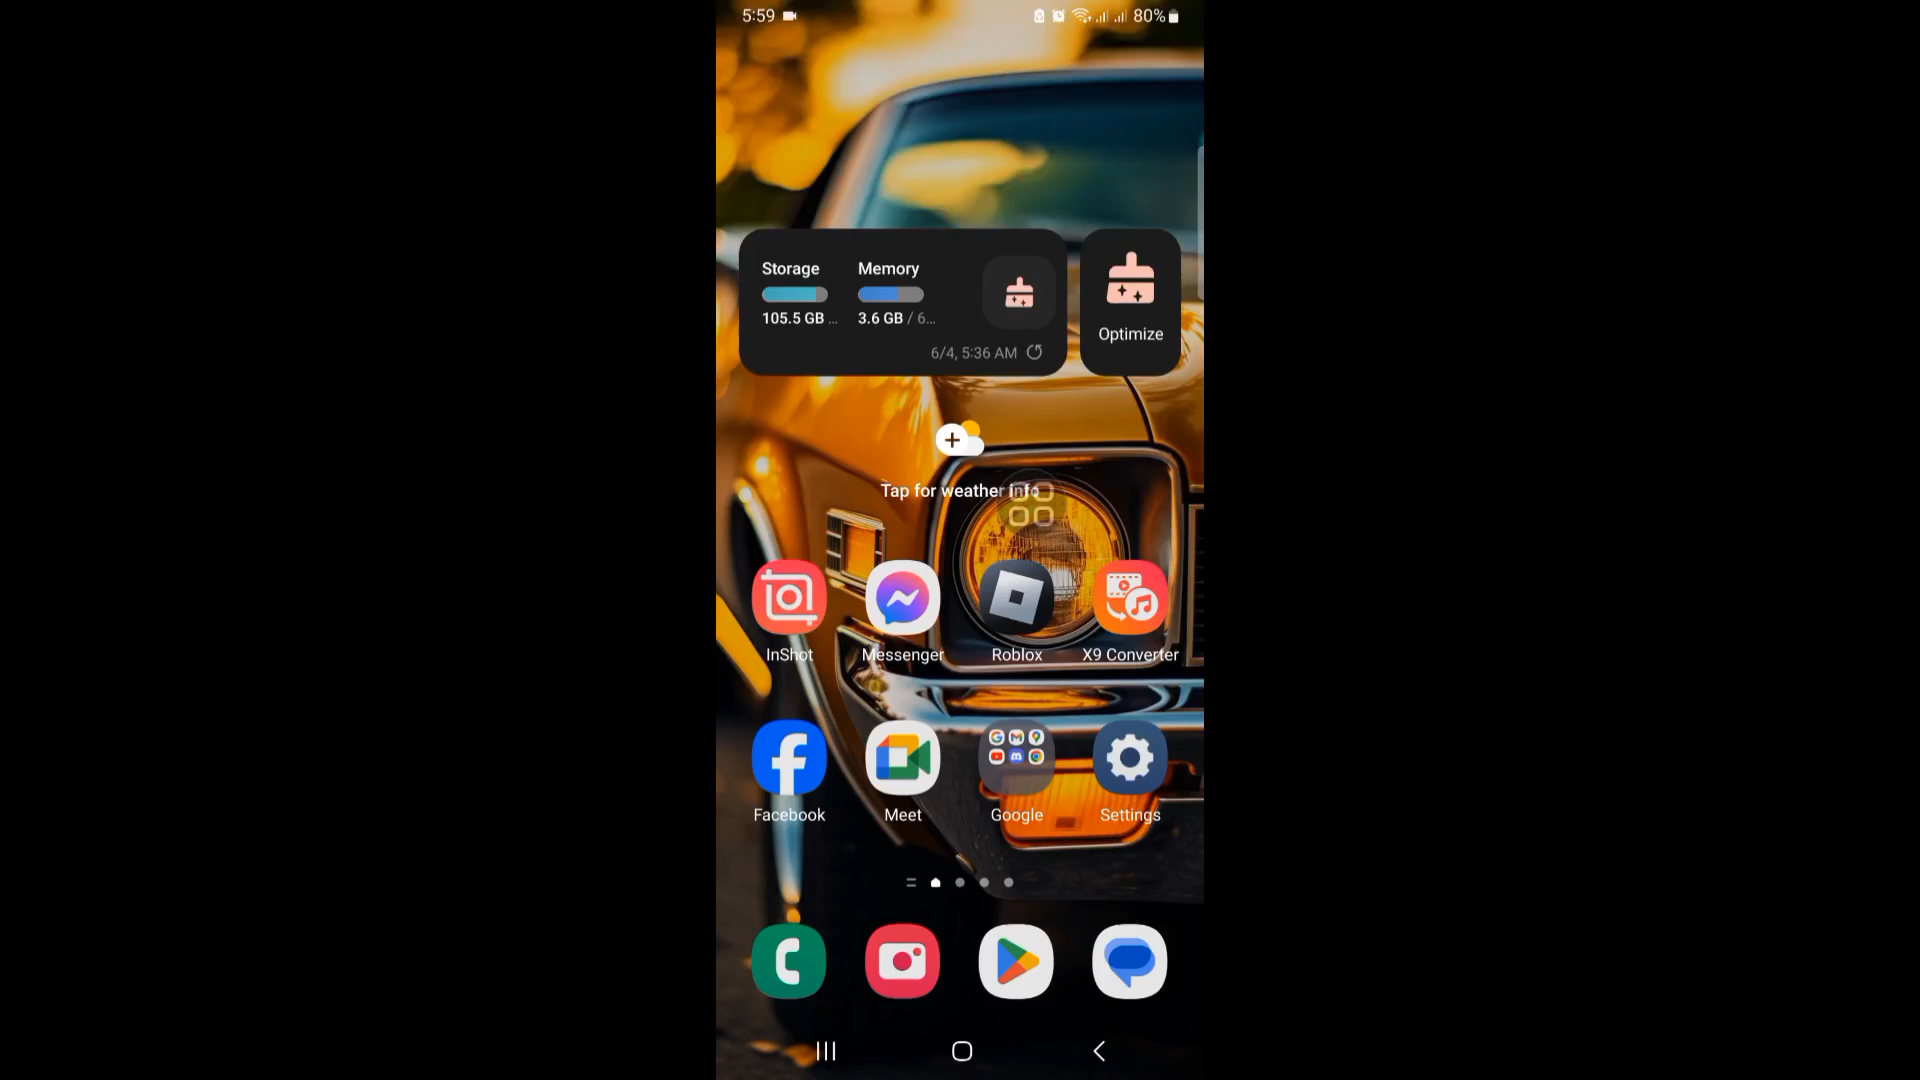 5:59 80%
Storage Memory
105.5 GB ... 3.6 GB / 6...
6/4, 5:36 AM
Optimize
Tap for weather info
InShot Messenger Roblox X9 Converter
Facebook Meet Google Settings